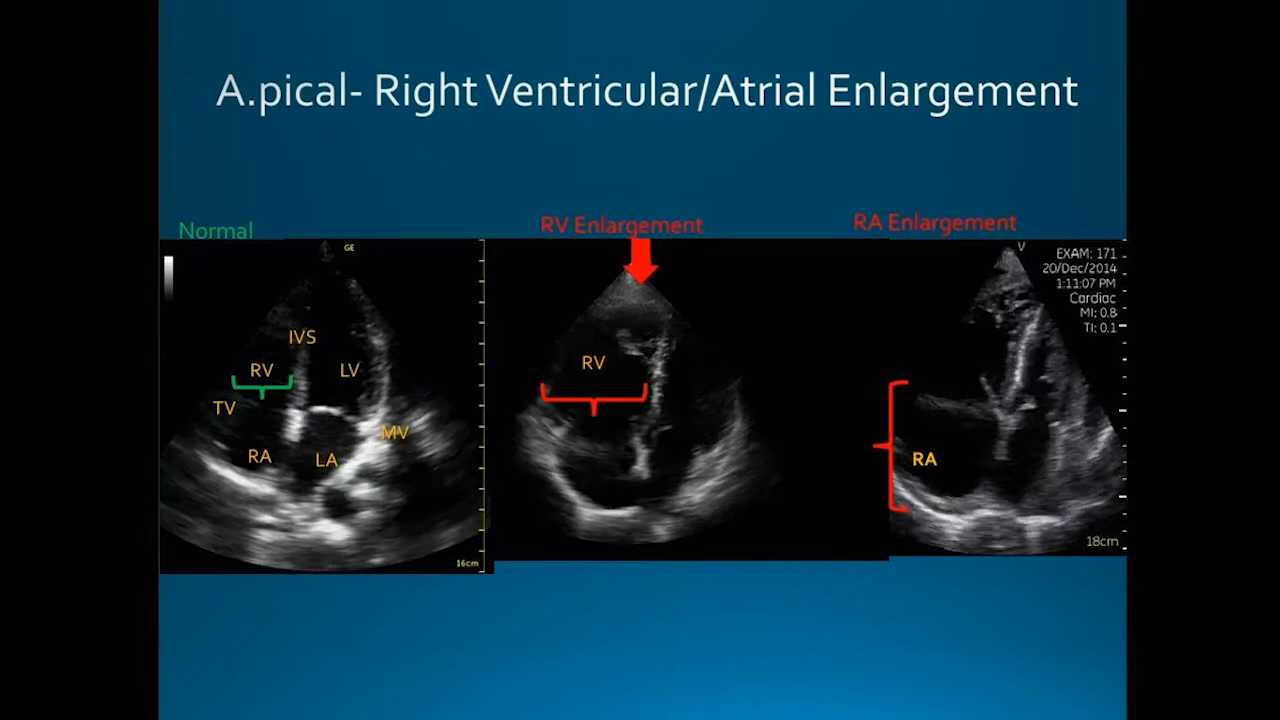 A.pical- Right Ventricular/Atrial Enlargement
Normal
RV Enlargement
RA Enlargement
GE
IVS
RV
LV
TV
MV
RA
LA
16cm
RV
V
EXAM: 171
20/Dec/2014
1:11:07 PM
Cardiac
MI: 0.8
TI: 0.1
RA
18cm